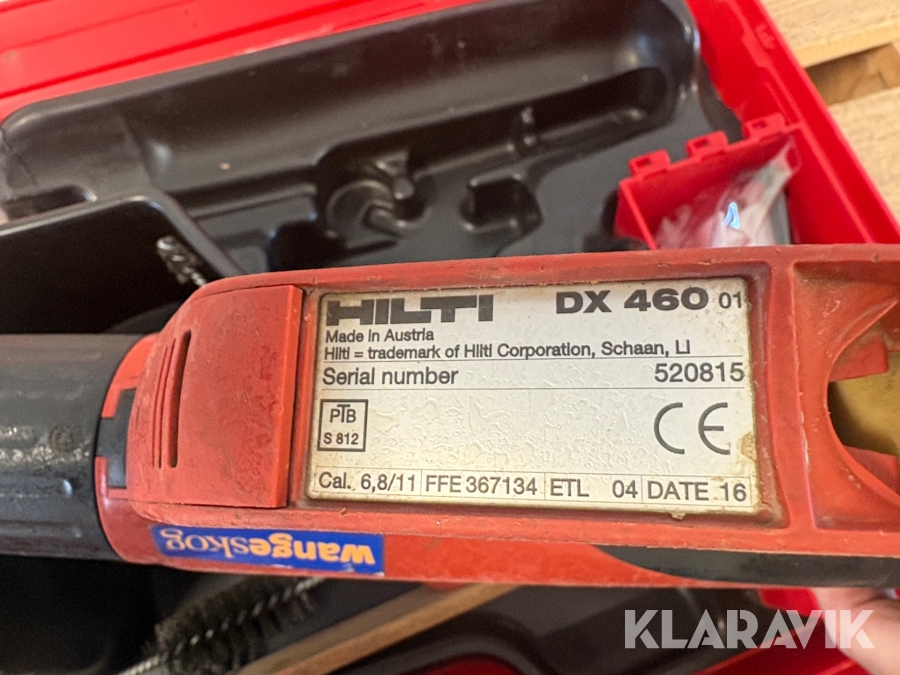 HILTI DX 460 01
Made in Austria
Hilti = trademark of Hilti Corporation, Schaan, LI
Serial number 520815
PTB
S 812
CE
Cal. 6,8/11 FFE 367134 ETL 04 DATE 16
wangeskog
KLARAVIK